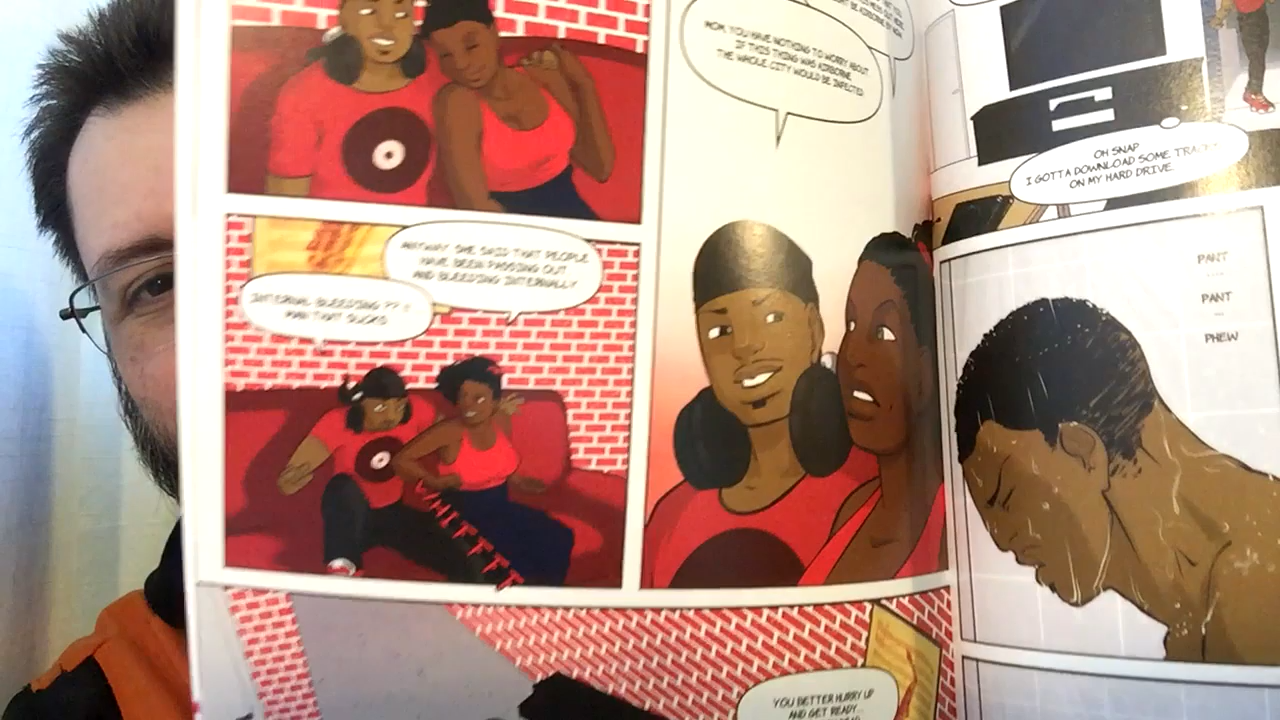 MOM, YOU HAVE NOTHING TO WORRY ABOUT
IF THIS THING WAS AIRBORNE
THE WHOLE CITY WOULD BE INFECTED
ANYWAY SHE SAID THAT PEOPLE
HAVE BEEN PASSING OUT
AND BLEEDING INTERNALLY
INTERNAL BLEEDING ??
MAN THAT SUCKS
WHIFFTT
YOU BETTER HURRY UP
AND GET READY...
OH SNAP
I GOTTA DOWNLOAD SOME TRACKS
ON MY HARD DRIVE.
PANT
....
PANT
...
PHEW